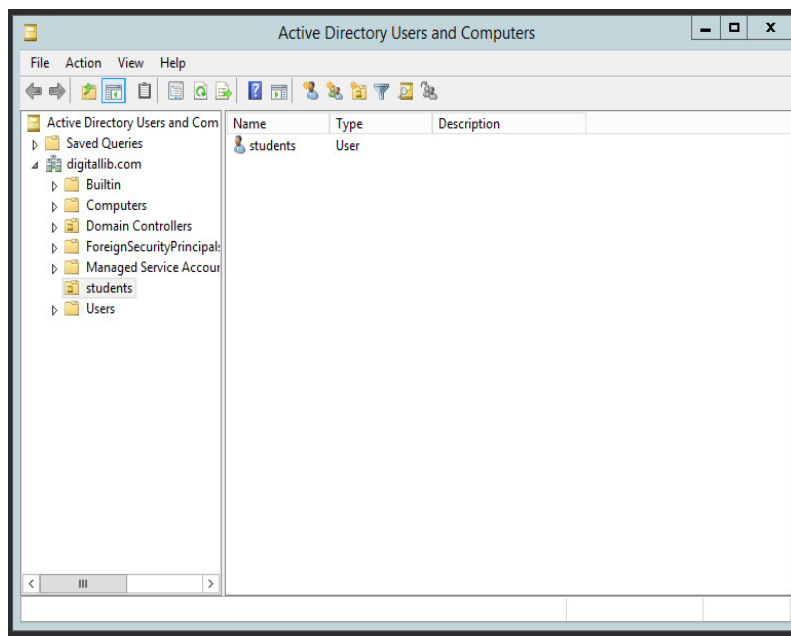 Active Directory Users and Computers
File Action View Help
Active Directory Users and Com
Saved Queries
digitallib.com
Builtin
Computers
Domain Controllers
ForeignSecurityPrincipals
Managed Service Accour
students
Users
Name Type Description
students User